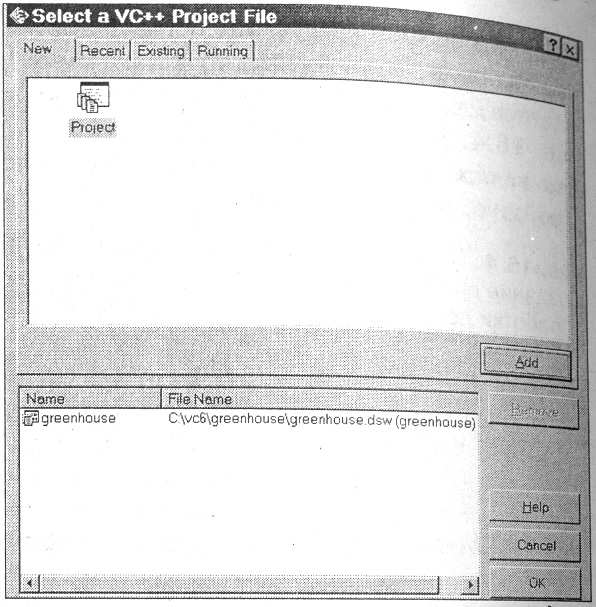 Select a VC++ Project File
New Recent Existing Running
Project
Add
Name File Name
greenhouse C:\vc6\greenhouse\greenhouse.dsw (greenhouse)
Remove
Help
Cancel
OK